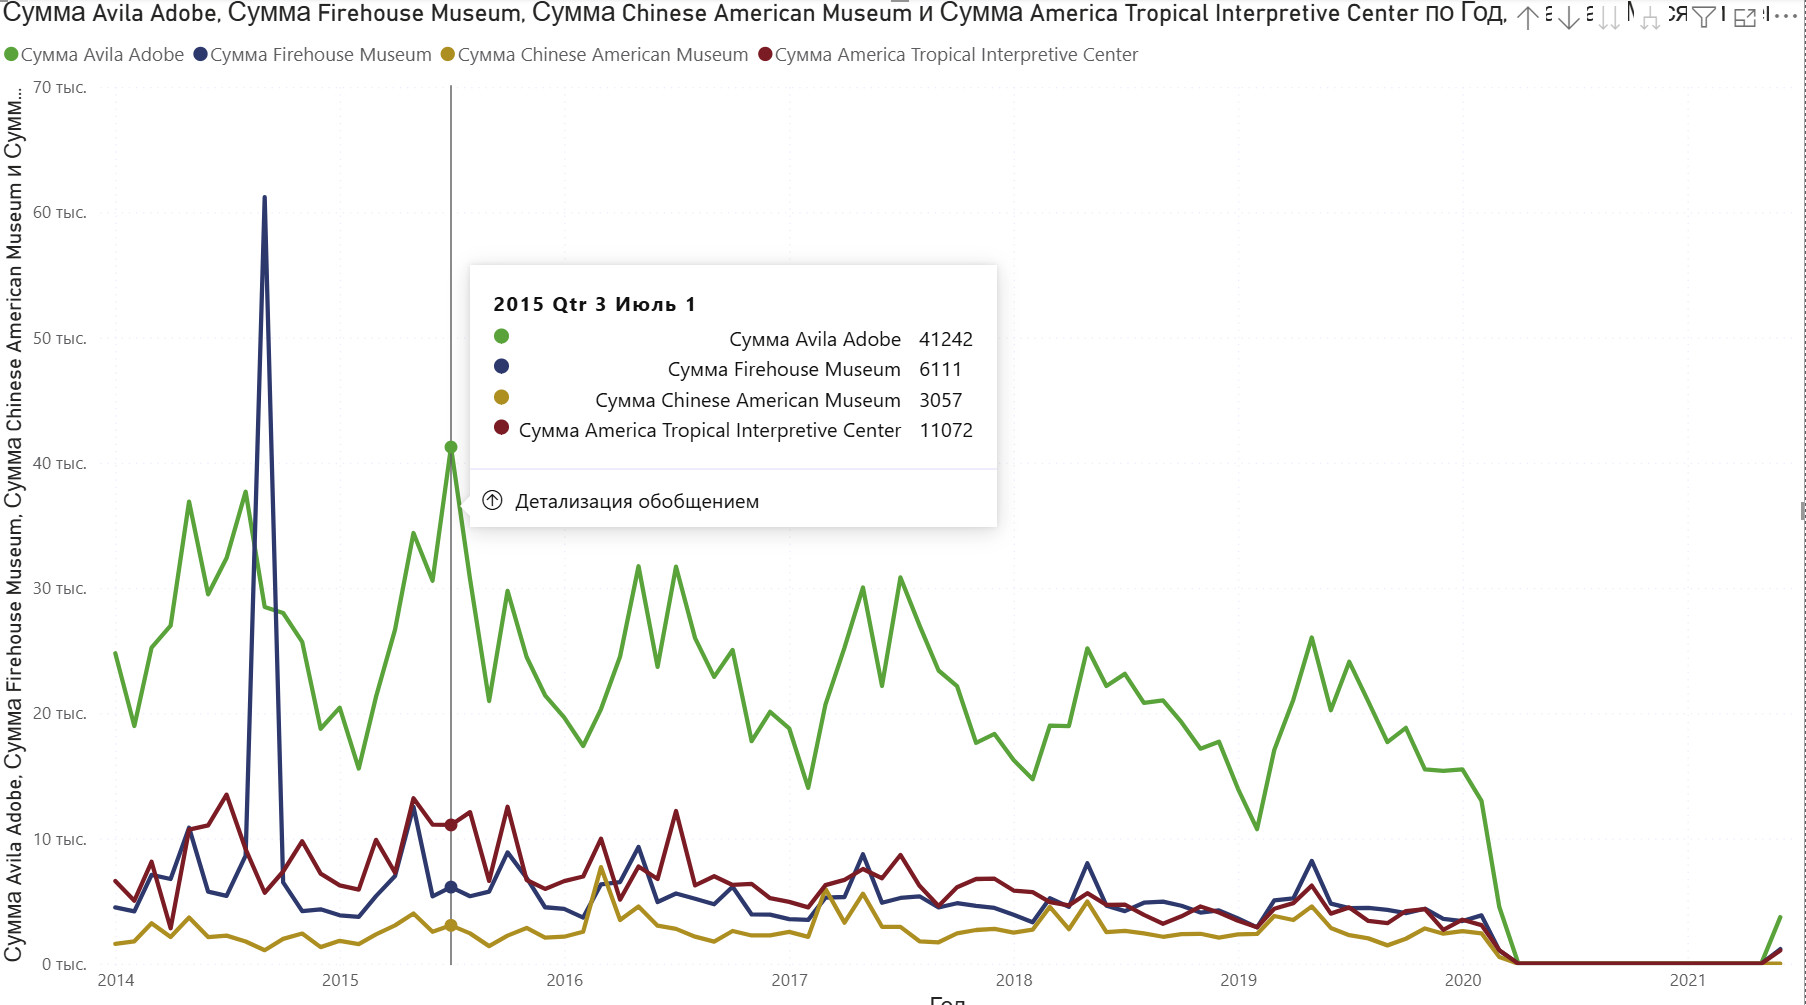 Сумма Avila Adobe, Сумма Firehouse Museum, Сумма Chinese American Museum и Сумма America Tropical Interpretive Center по Год,
Сумма Avila Adobe Сумма Firehouse Museum Сумма Chinese American Museum Сумма America Tropical Interpretive Center
Сумма Avila Adobe, Сумма Firehouse Museum, Сумма Chinese American Museum и Сумм...
70 тыс.
60 тыс.
50 тыс.
40 тыс.
30 тыс.
20 тыс.
10 тыс.
0 тыс.
2015 Qtr 3 Июль 1
Сумма Avila Adobe 41242
Сумма Firehouse Museum 6111
Сумма Chinese American Museum 3057
Сумма America Tropical Interpretive Center 11072
Детализация обобщением
2014 2015 2016 2017 2018 2019 2020 2021
Год